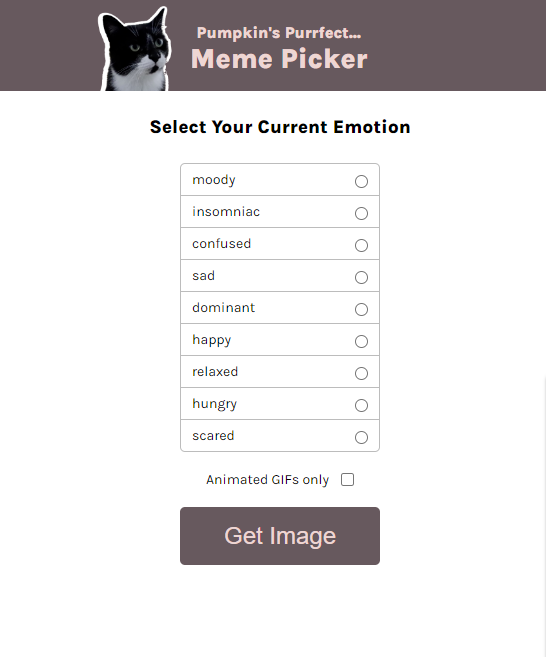 Pumpkin's Purrfect...
Meme Picker
Select Your Current Emotion
moody
insomniac
confused
sad
dominant
happy
relaxed
hungry
scared
Animated GIFs only
Get Image